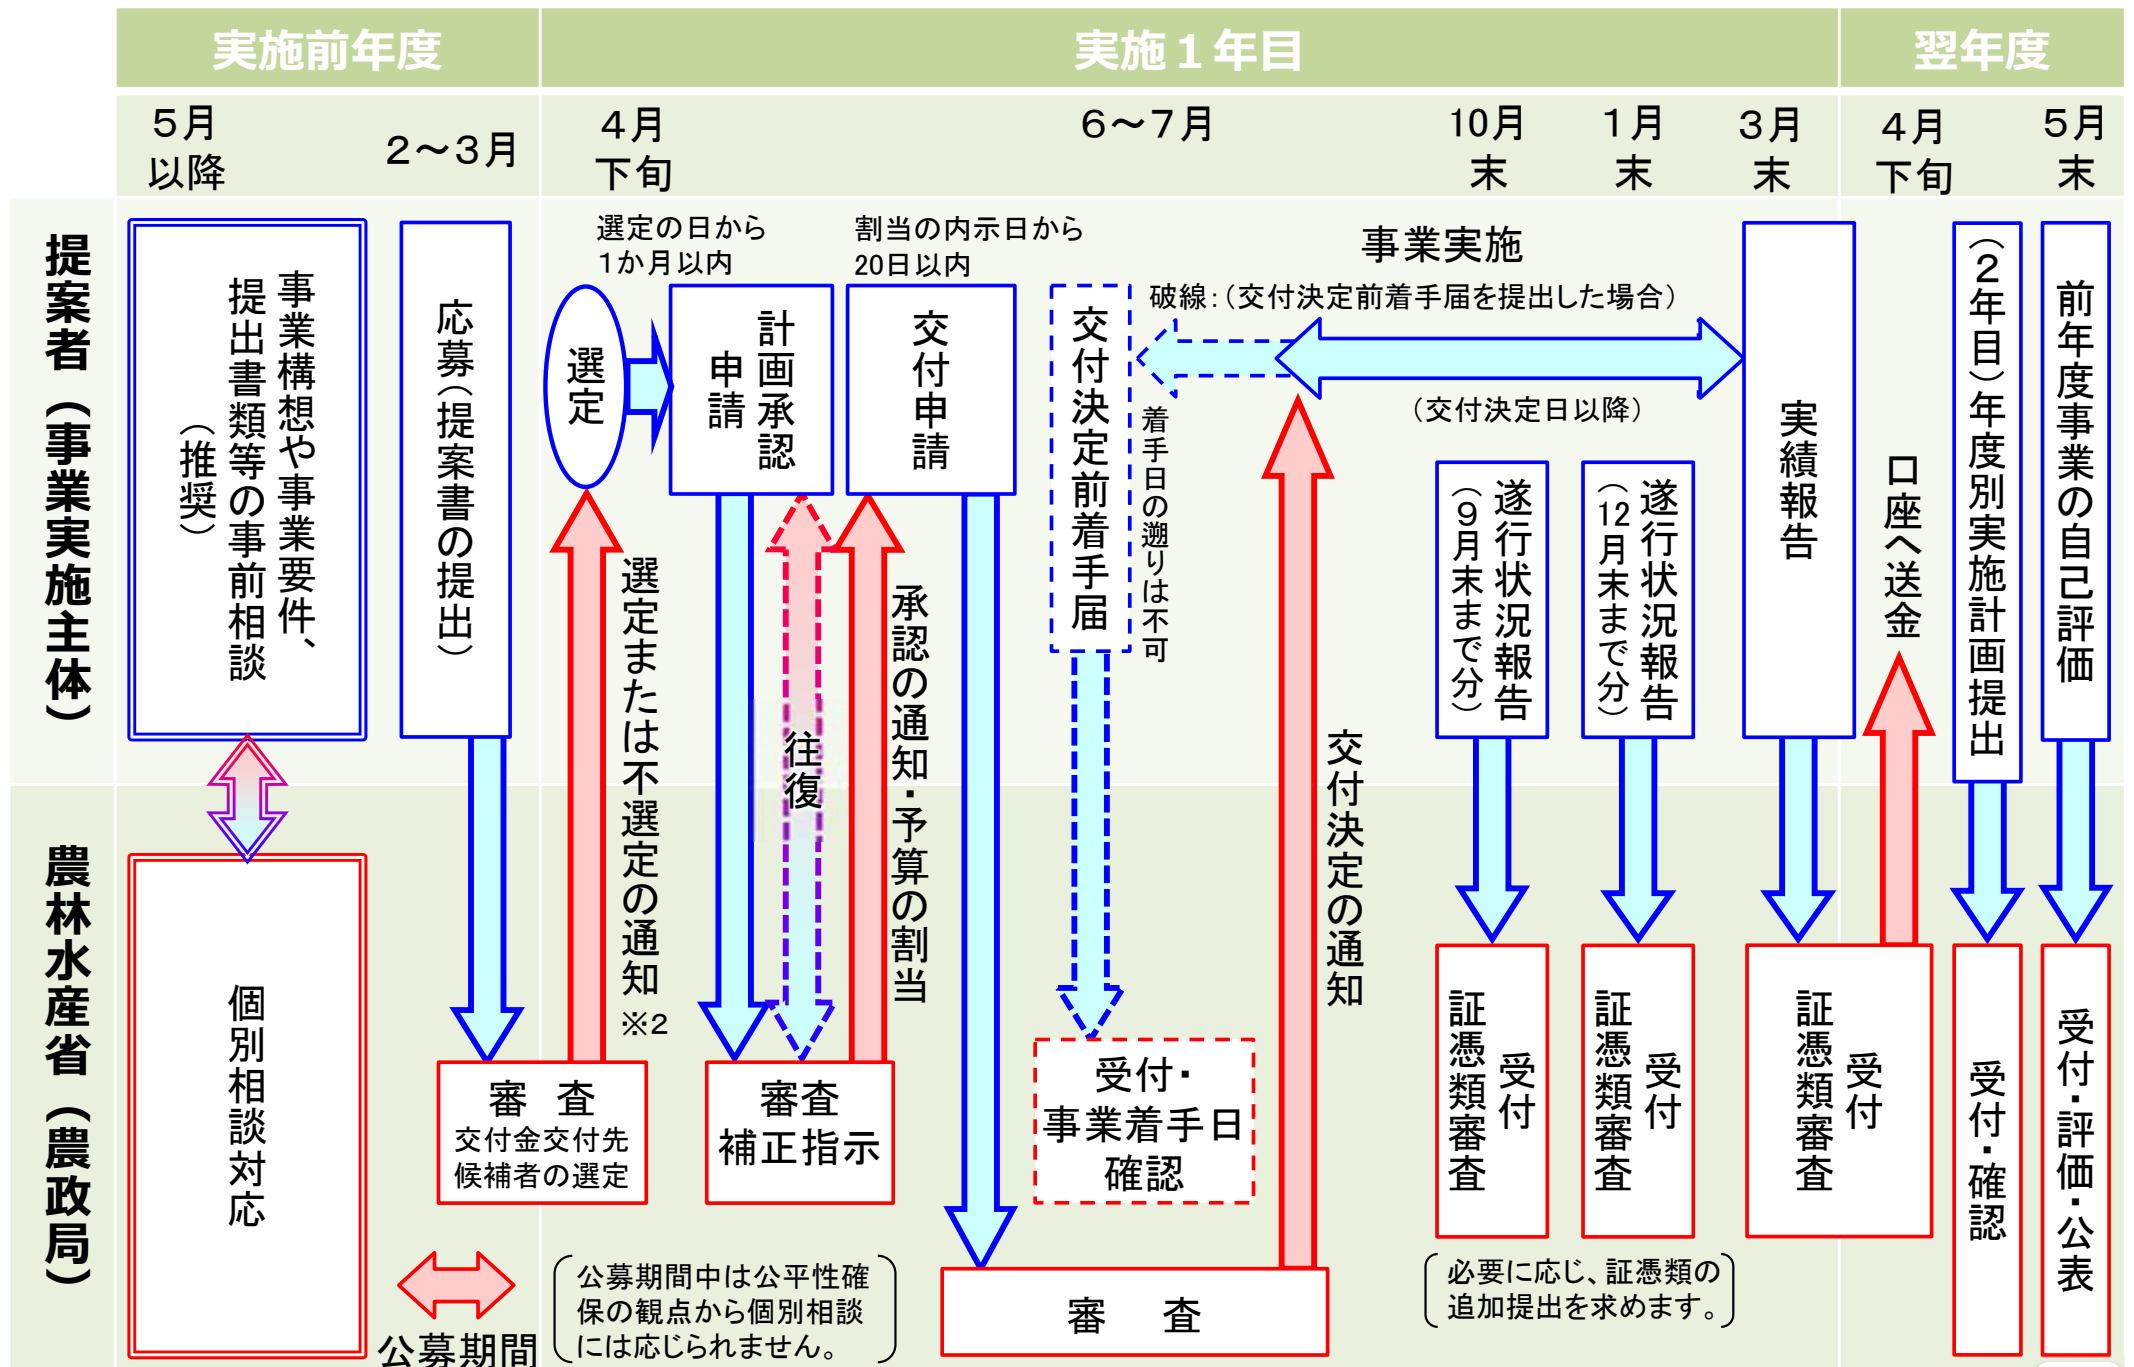 実施前年度
実施１年目
翌年度
５月
以降
２～３月
４月
下旬
６～７月
10月
末
１月
末
３月
末
４月
下旬
５月
末
提案者（事業実施主体）
事業構想や事業要件、
提出書類等の事前相談
（推奨）
応募（提案書の提出）
選定の日から
１か月以内
選定
計画承認
申請
割当の内示日から
20日以内
交付申請
交付決定前着手届
着手日の遡りは不可
事業実施
破線：（交付決定前着手届を提出した場合）
（交付決定日以降）
遂行状況報告
（９月末まで分）
遂行状況報告
（12月末まで分）
実績報告
口座へ送金
（２年目）年度別実施計画提出
前年度事業の自己評価
選定または不選定の通知
※2
往復
承認の通知・予算の割当
交付決定の通知
農林水産省（農政局）
個別相談対応
審　査
交付金交付先
候補者の選定
審査
補正指示
受付・
事業着手日
確認
審　査
受付
証憑類審査
受付
証憑類審査
受付
証憑類審査
受付・確認
受付・評価・公表
公募期間
公募期間中は公平性確
保の観点から個別相談
には応じられません。
必要に応じ、証憑類の
追加提出を求めます。